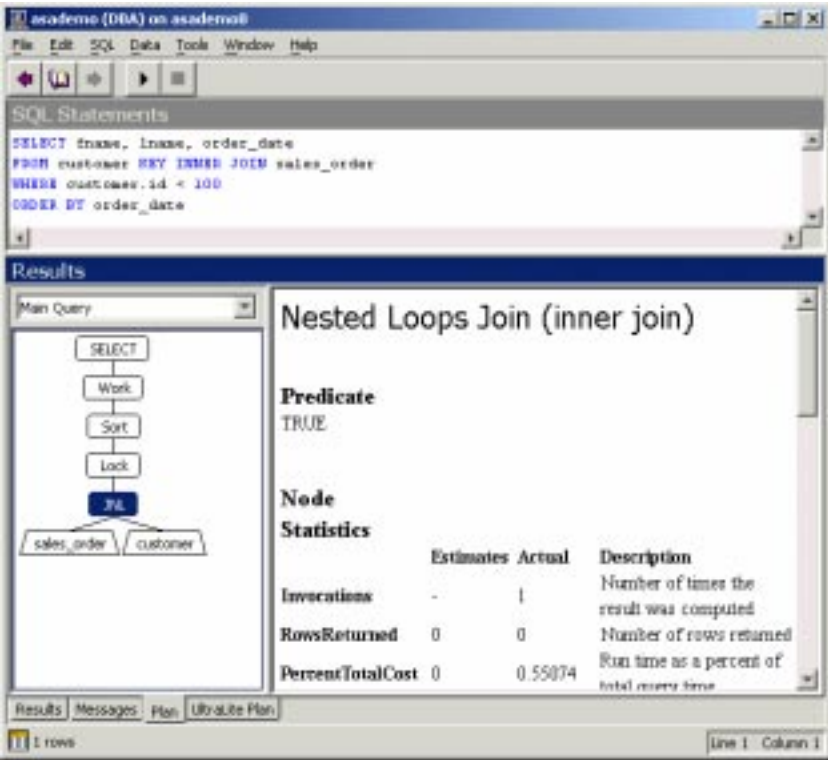 asademo (DBA) on asademo8
File Edit SQL Data Tools Window Help
SQL Statements
SELECT fname, lname, order_date
FROM customer KEY INNER JOIN sales_order
WHERE customer.id < 100
ORDER BY order_date
Results
Main Query
SELECT
Work
Sort
Lock
JNL
sales_order customer
Nested Loops Join (inner join)
Predicate
TRUE
Node
Statistics
Estimates Actual Description
Invocations - 1 Number of times the
result was computed
RowsReturned 0 0 Number of rows returned
PercentTotalCost 0 0.55074 Run time as a percent of
total query time
Results Messages Plan UltraLite Plan
1 rows
Line 1 Column 1